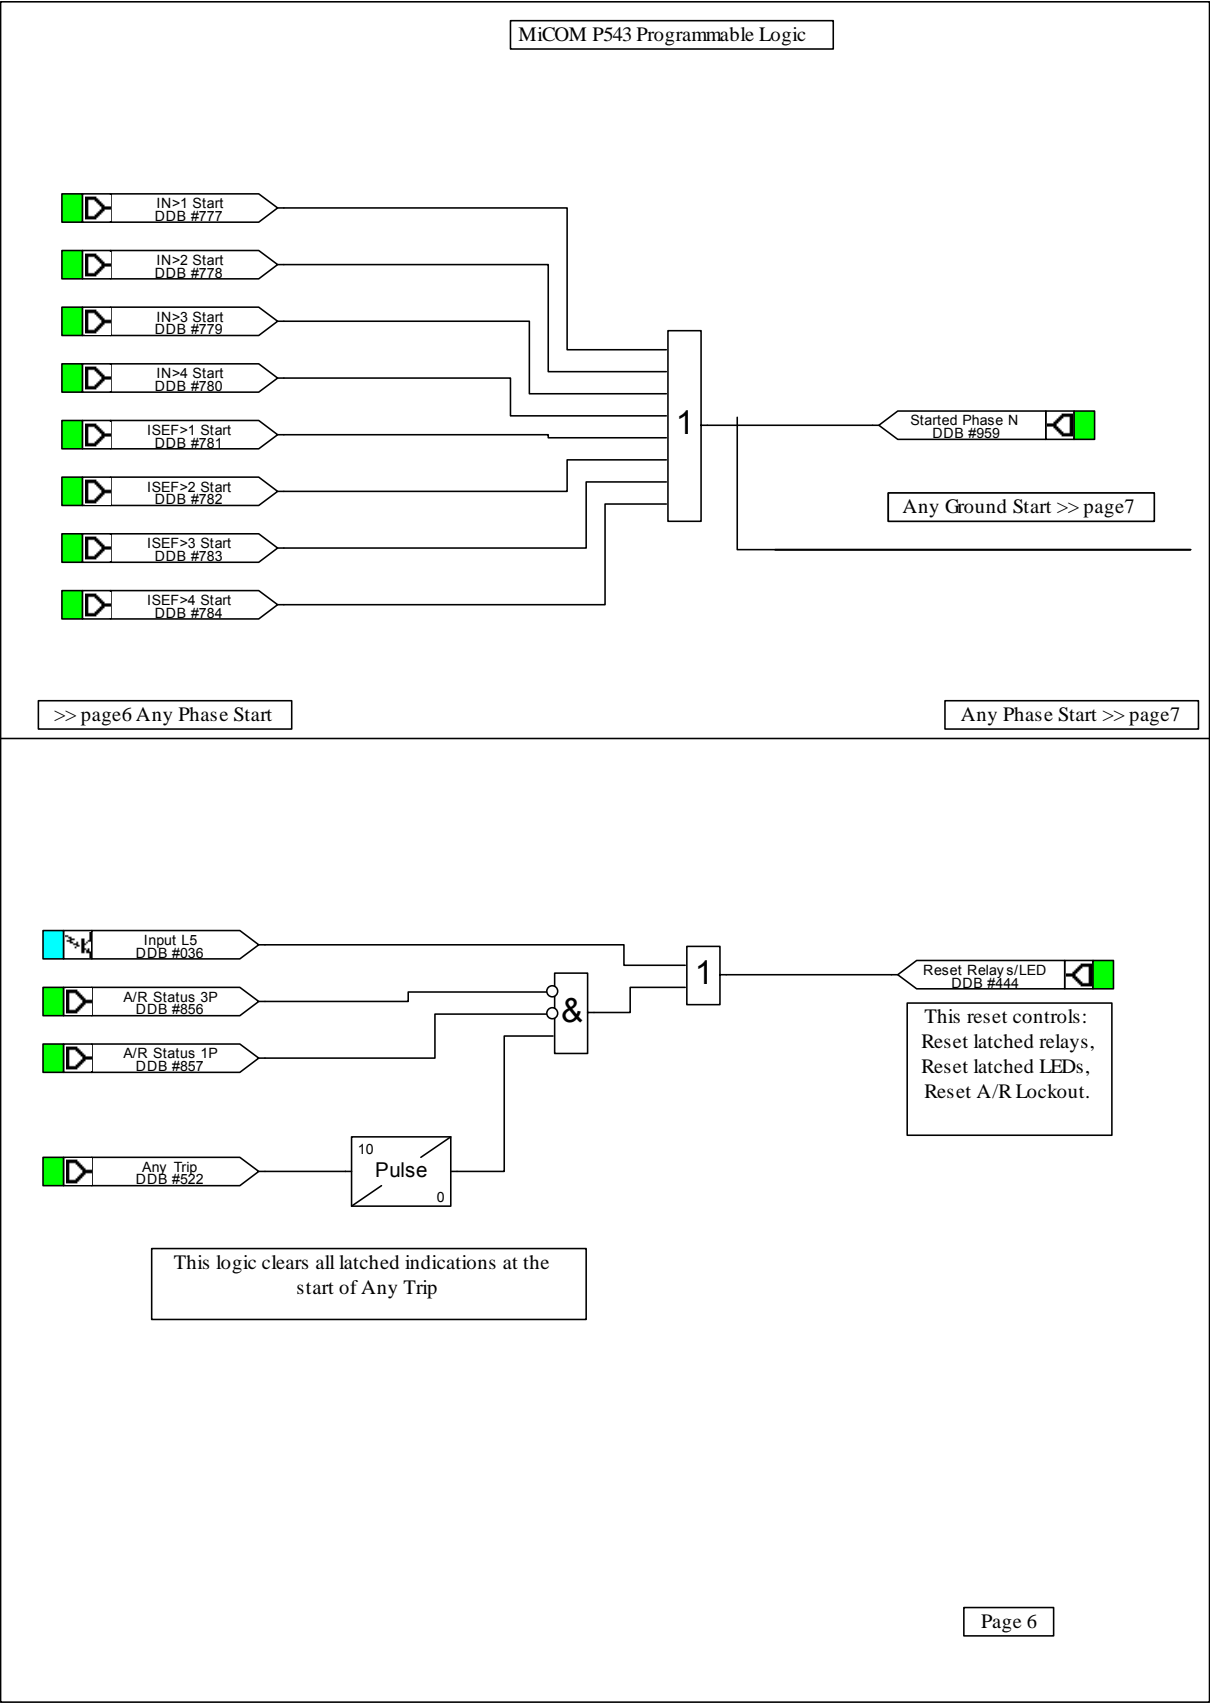 MiCOM P543 Programmable Logic
IN>1 Start
DDB #777
IN>2 Start
DDB #778
IN>3 Start
DDB #779
IN>4 Start
DDB #780
ISEF>1 Start
DDB #781
ISEF>2 Start
DDB #782
ISEF>3 Start
DDB #783
ISEF>4 Start
DDB #784
1
Started Phase N
DDB #959
Any Ground Start >> page7
>> page6 Any Phase Start
Any Phase Start >> page7
Input L5
DDB #036
A/R Status 3P
DDB #856
A/R Status 1P
DDB #857
Any Trip
DDB #522
10
Pulse
0
&
1
Reset Relays/LED
DDB #444
This reset controls:
Reset latched relays,
Reset latched LEDs,
Reset A/R Lockout.
This logic clears all latched indications at the
start of Any Trip
Page 6